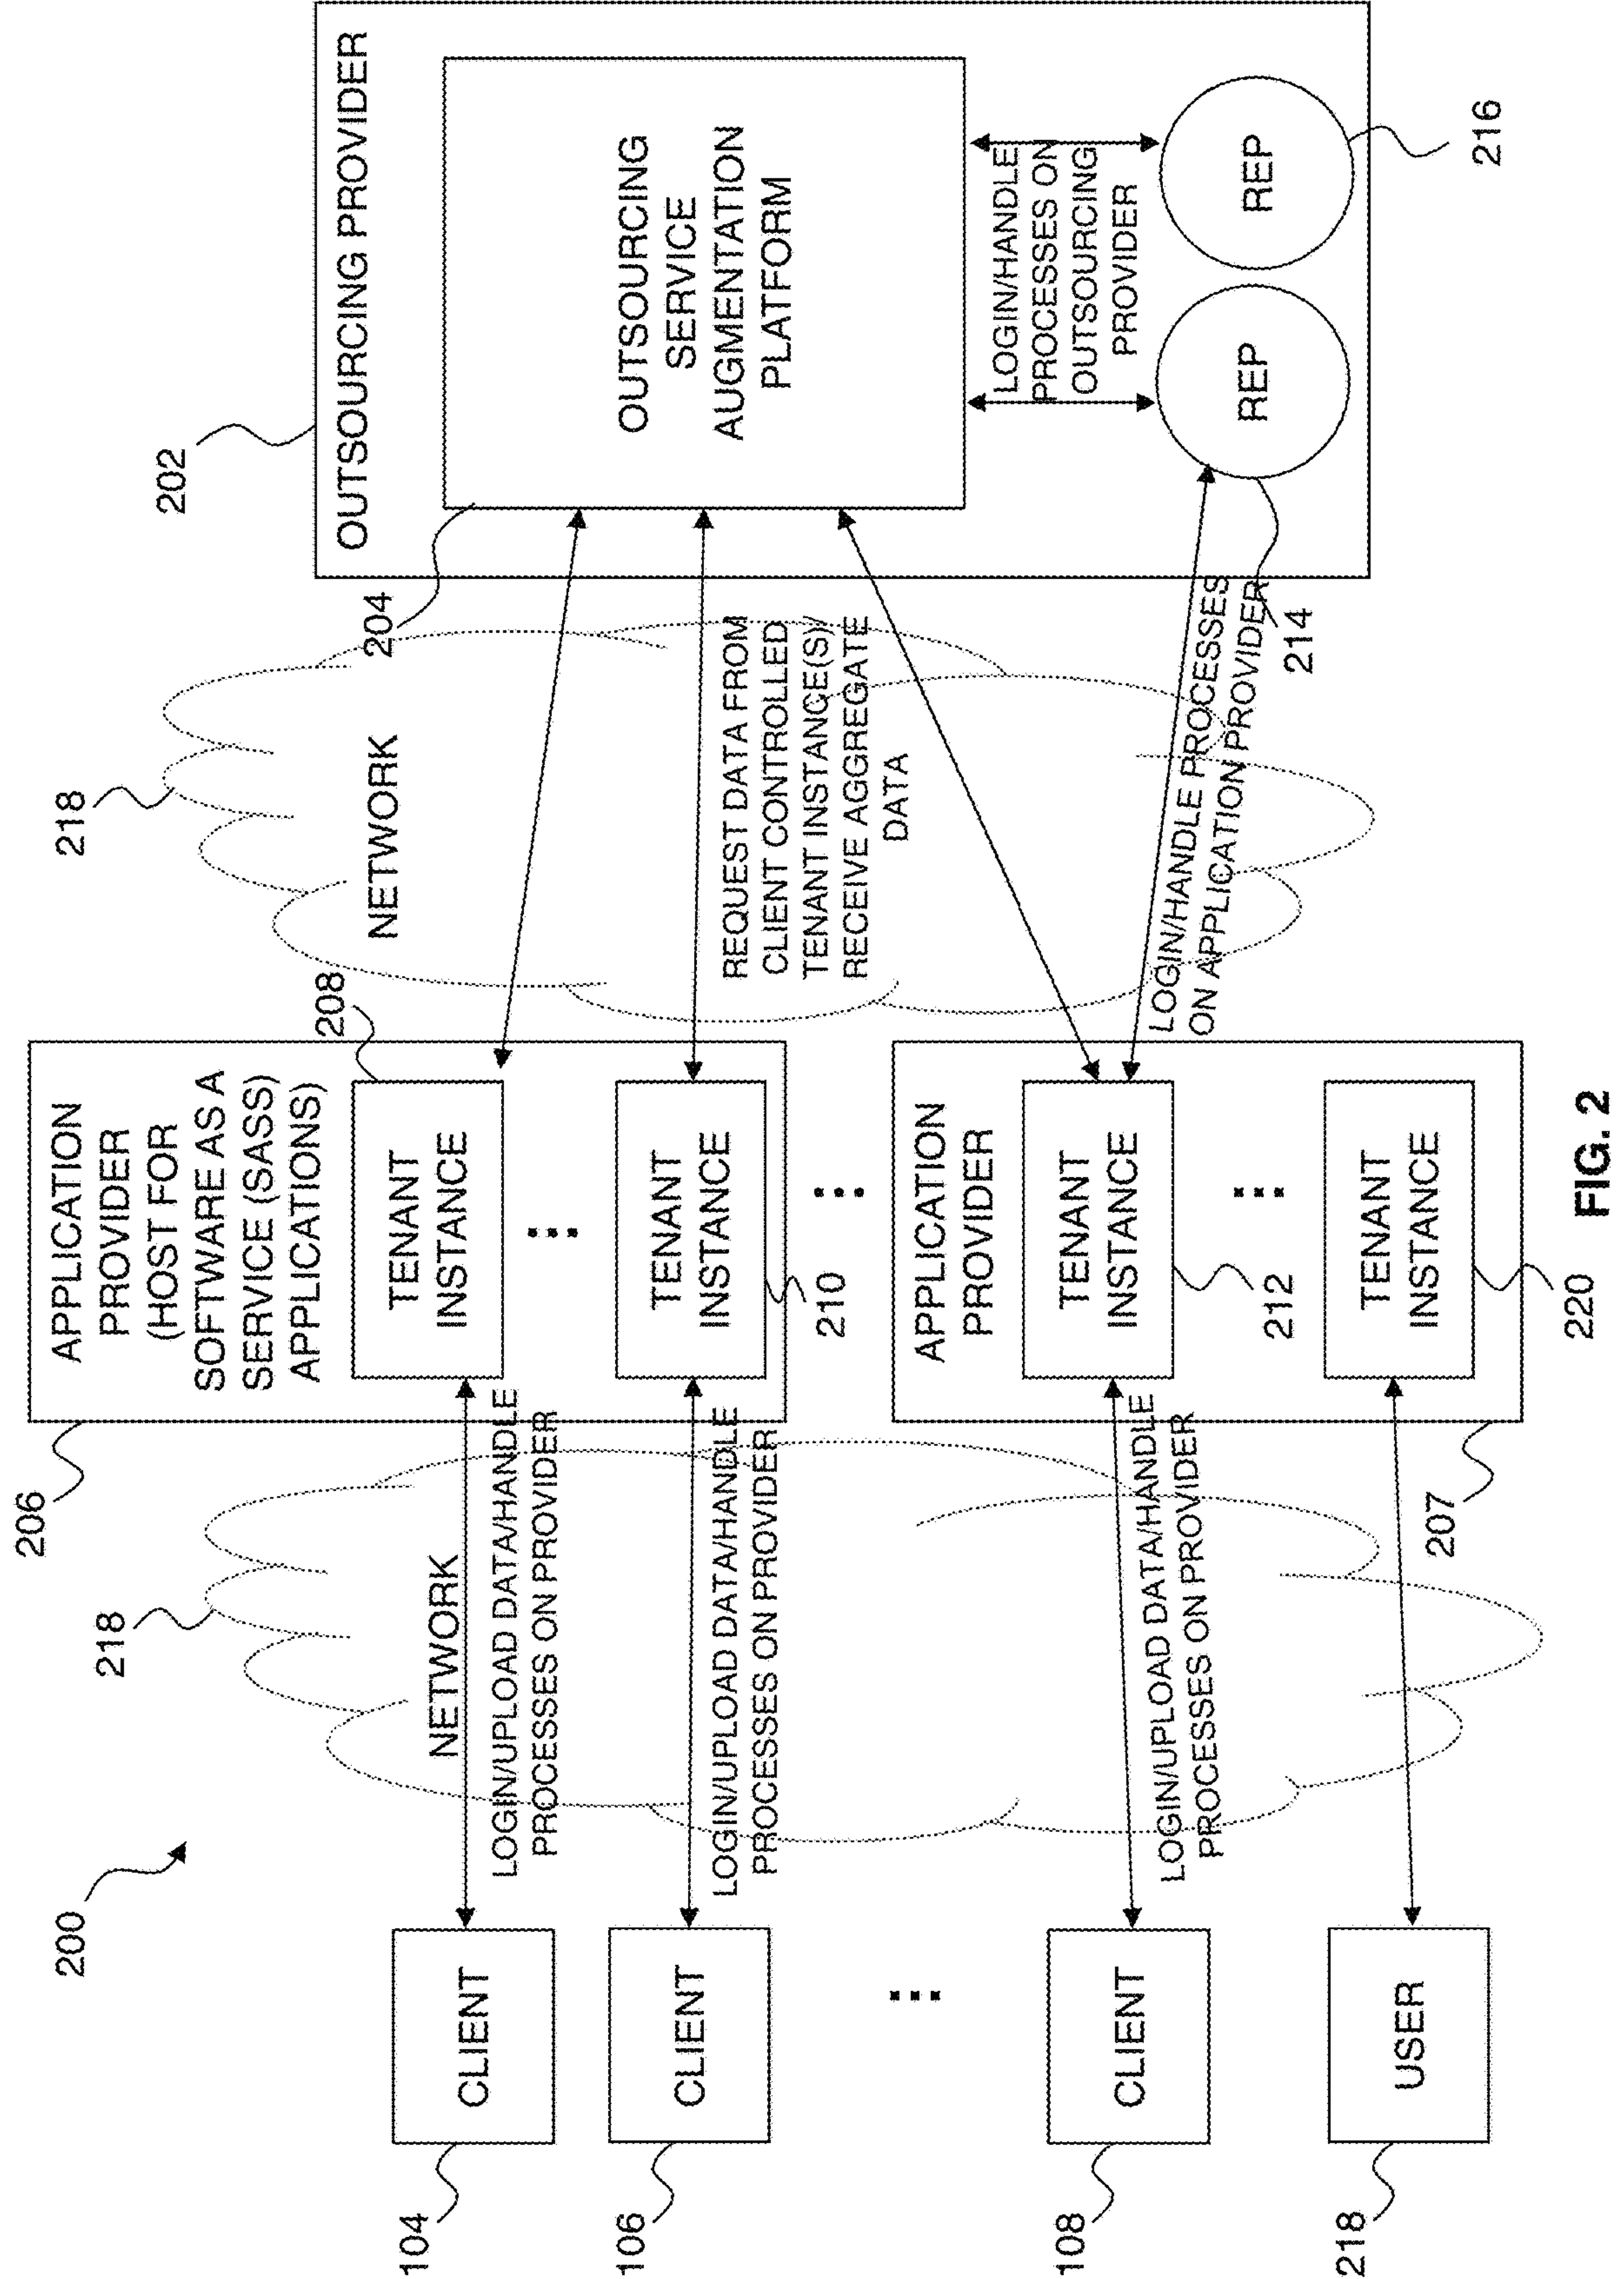 200
218
218
206
202
OUTSOURCING PROVIDER
204
OUTSOURCING
SERVICE
AUGMENTATION
PLATFORM
LOGIN/HANDLE
PROCESSES ON
OUTSOURCING
PROVIDER
REP
REP
214
216
NETWORK
REQUEST DATA FROM
CLIENT CONTROLLED
TENANT INSTANCE(S)/
RECEIVE AGGREGATE
DATA
LOGIN/HANDLE PROCESSES
ON APPLICATION PROVIDER
APPLICATION
PROVIDER
(HOST FOR
SOFTWARE AS A
SERVICE (SASS)
APPLICATIONS)
208
TENANT
INSTANCE
TENANT
INSTANCE
210
APPLICATION
PROVIDER
TENANT
INSTANCE
212
TENANT
INSTANCE
220
207
NETWORK
LOGIN/UPLOAD DATA/HANDLE
PROCESSES ON PROVIDER
LOGIN/UPLOAD DATA/HANDLE
PROCESSES ON PROVIDER
LOGIN/UPLOAD DATA/HANDLE
PROCESSES ON PROVIDER
104
CLIENT
106
CLIENT
108
CLIENT
218
USER
FIG. 2